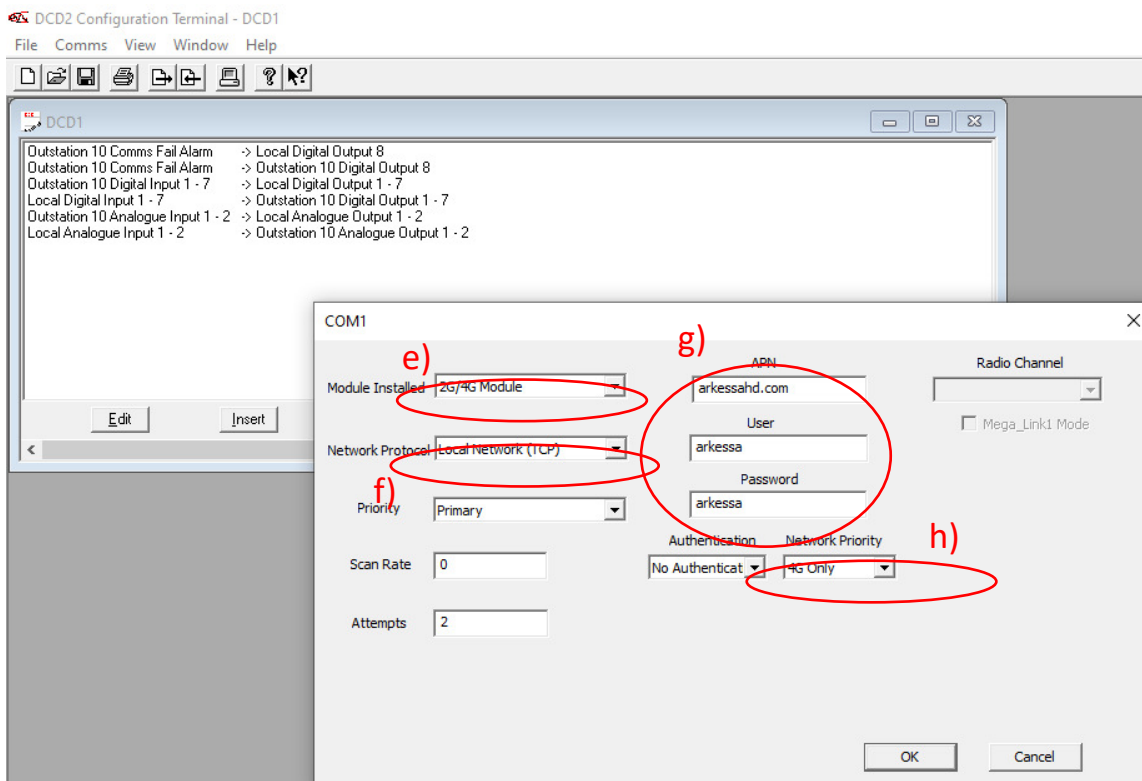 DCD2 Configuration Terminal - DCD1
File Comms View Window Help
DCD1
Outstation 10 Comms Fail Alarm -> Local Digital Output 8
Outstation 10 Comms Fail Alarm -> Outstation 10 Digital Output 8
Outstation 10 Digital Input 1 - 7 -> Local Digital Output 1 - 7
Local Digital Input 1 - 7 -> Outstation 10 Digital Output 1 - 7
Outstation 10 Analogue Input 1 - 2 -> Local Analogue Output 1 - 2
Local Analogue Input 1 - 2 -> Outstation 10 Analogue Output 1 - 2
Edit Insert
COM1
e)
Module Installed 2G/4G Module
Network Protocol Local Network (TCP)
f)
Priority Primary
Scan Rate 0
Attempts 2
g)
APN
arkessahd.com
User
arkessa
Password
arkessa
Authentication Network Priority
No Authenticat 4G Only
h)
Radio Channel
Mega_Link1 Mode
OK Cancel